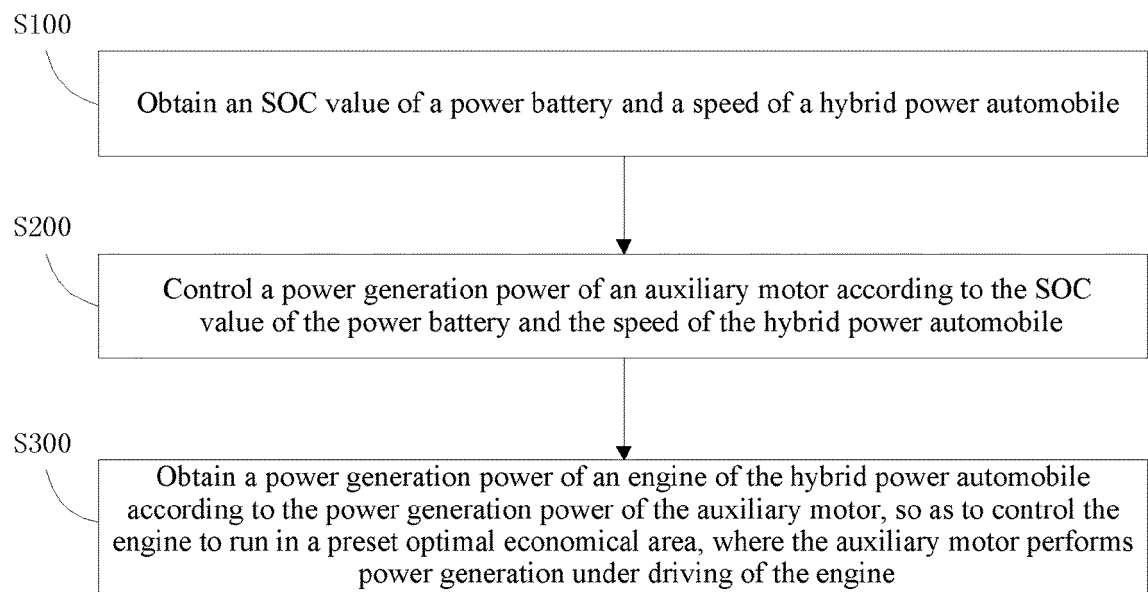 S100
Obtain an SOC value of a power battery and a speed of a hybrid power automobile
S200
Control a power generation power of an auxiliary motor according to the SOC
value of the power battery and the speed of the hybrid power automobile
S300
Obtain a power generation power of an engine of the hybrid power automobile
according to the power generation power of the auxiliary motor, so as to control the
engine to run in a preset optimal economical area, where the auxiliary motor performs
power generation under driving of the engine